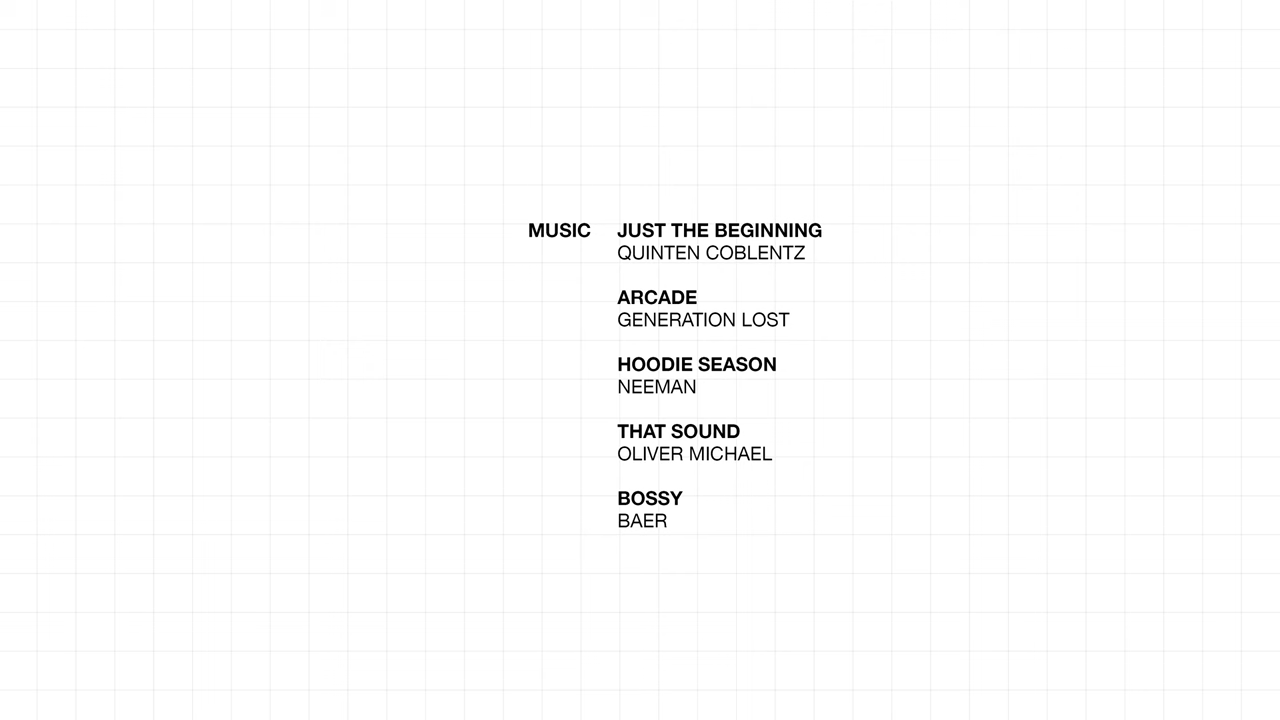 MUSIC JUST THE BEGINNING
QUINTEN COBLENTZ
ARCADE
GENERATION LOST
HOODIE SEASON
NEEMAN
THAT SOUND
OLIVER MICHAEL
BOSSY
BAER